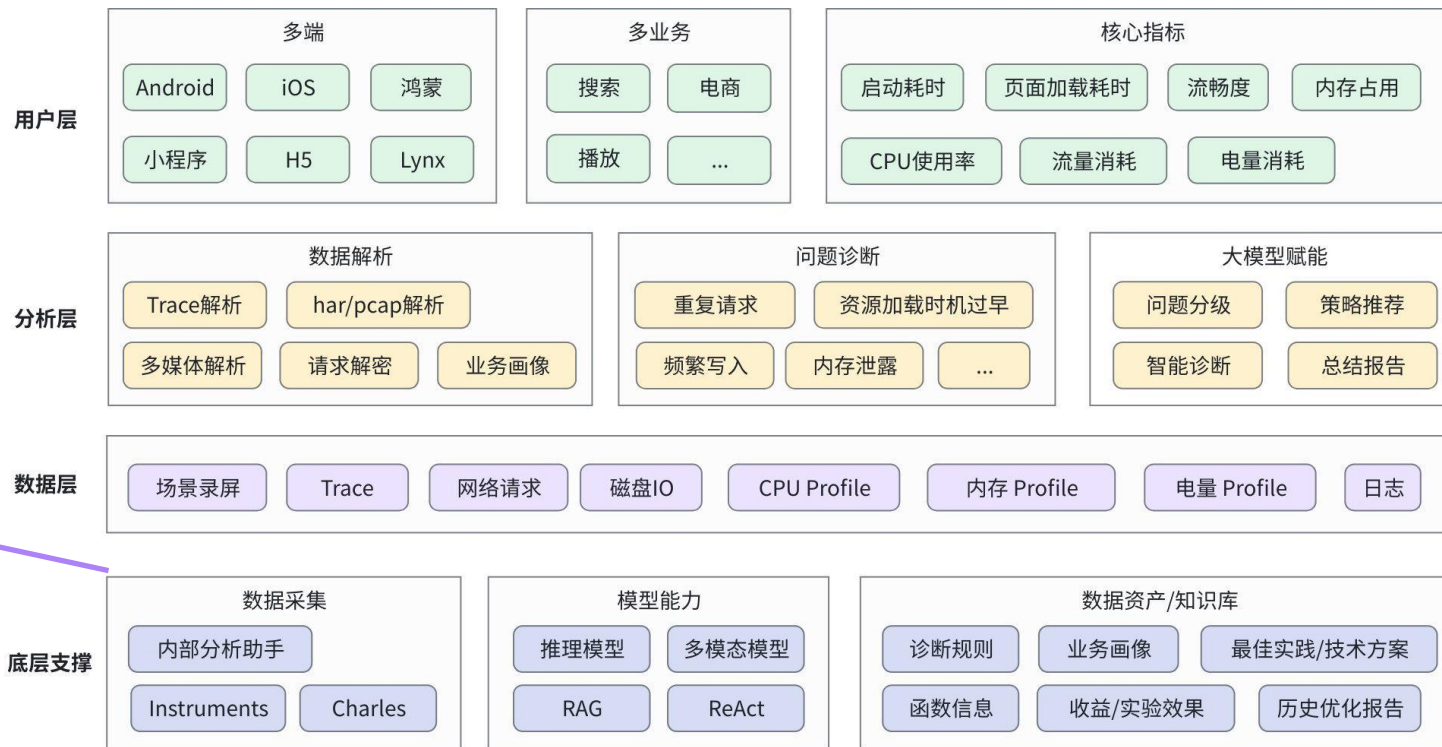 多端
多业务
核心指标
用户层
Android iOS 鸿蒙
搜索 电商
启动耗时 页面加载耗时 流畅度 内存占用
小程序 H5 Lynx
播放 ...
CPU使用率 流量消耗 电量消耗
数据解析
问题诊断
大模型赋能
分析层
Trace解析 har/pcap解析
重复请求 资源加载时机过早
问题分级 策略推荐
多媒体解析 请求解密 业务画像
频繁写入 内存泄露 ...
智能诊断 总结报告
数据层
场景录屏 Trace 网络请求 磁盘IO CPU Profile 内存 Profile 电量 Profile 日志
数据采集
模型能力
数据资产/知识库
底层支撑
内部分析助手
推理模型 多模态模型
诊断规则 业务画像 最佳实践/技术方案
Instruments Charles
RAG ReAct
函数信息 收益/实验效果 历史优化报告